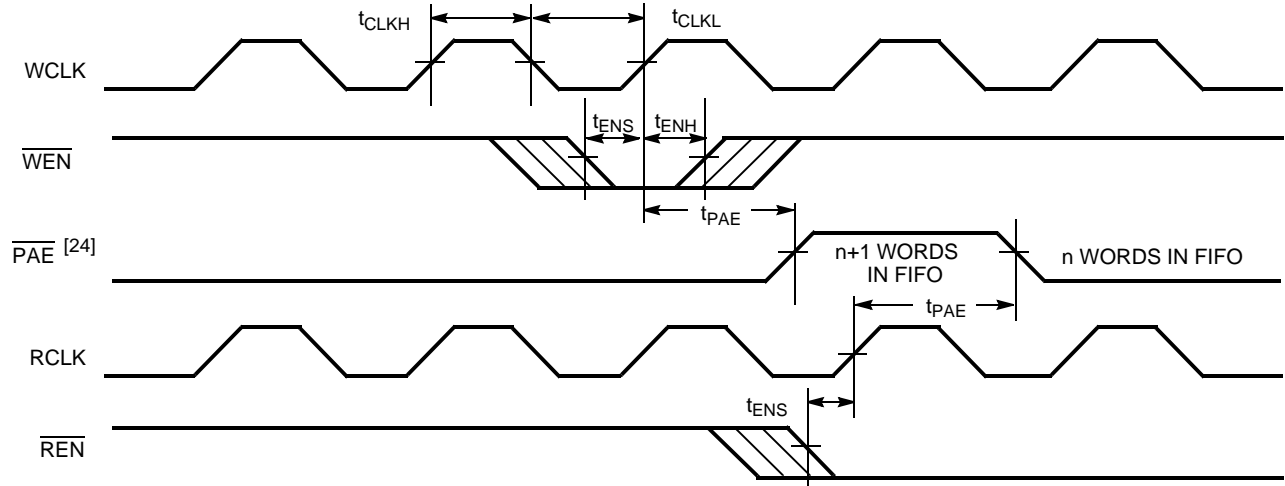 tCLKH
tCLKL
WCLK
tENS
tENH
WEN
tPAE
PAE [24]
n+1 WORDS
IN FIFO
n WORDS IN FIFO
tPAE
RCLK
tENS
REN